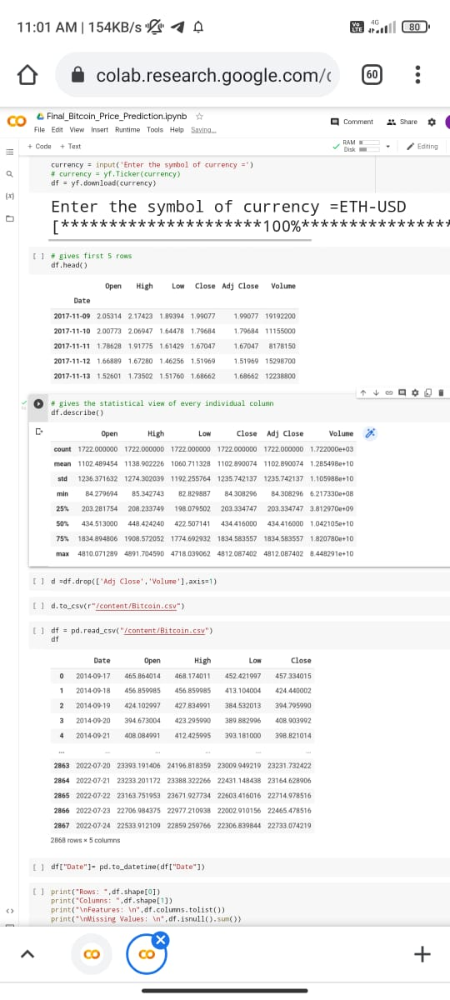 11:01 AM | 154KB/s
Vo LTE 4G 80
colab.research.google.com/
60
Final_Bitcoin_Price_Prediction.ipynb
Comment Share
File Edit View Insert Runtime Tools Help Saving...
+ Code + Text
RAM
Disk
Editing
currency = input('Enter the symbol of currency =')
# currency = yf.Ticker(currency)
df = yf.download(currency)
{x}
Enter the symbol of currency =ETH-USD
[**********************100%****************
[ ] # gives first 5 rows
df.head()
Open High Low Close Adj Close Volume
Date
2017-11-09 2.05314 2.17423 1.89394 1.99077 1.99077 19192200
2017-11-10 2.00773 2.06947 1.64478 1.79684 1.79684 11155000
2017-11-11 1.78628 1.91775 1.61429 1.67047 1.67047 8178150
2017-11-12 1.66889 1.67280 1.46256 1.51969 1.51969 15298700
2017-11-13 1.52601 1.73502 1.51760 1.68662 1.68662 12238800
# gives the statistical view of every individual column
df.describe()
Open High Low Close Adj Close Volume
count 1722.000000 1722.000000 1722.000000 1722.000000 1722.000000 1.722000e+03
mean 1102.489454 1138.902226 1060.711328 1102.890074 1102.890074 1.285498e+10
std 1236.371632 1274.302039 1192.255764 1235.742137 1235.742137 1.105988e+10
min 84.279694 85.342743 82.829887 84.308296 84.308296 6.217330e+08
25% 203.281754 208.233749 198.079502 203.334747 203.334747 3.812970e+09
50% 434.513000 448.424240 422.507141 434.416000 434.416000 1.042105e+10
75% 1834.894806 1908.572052 1774.692932 1834.583557 1834.583557 1.820780e+10
max 4810.071289 4891.704590 4718.039062 4812.087402 4812.087402 8.448291e+10
[ ] d =df.drop(['Adj Close','Volume'],axis=1)
[ ] d.to_csv(r"/content/Bitcoin.csv")
[ ] df = pd.read_csv("/content/Bitcoin.csv")
df
Date Open High Low Close
0 2014-09-17 465.864014 468.174011 452.421997 457.334015
1 2014-09-18 456.859985 456.859985 413.104004 424.440002
2 2014-09-19 424.102997 427.834991 384.532013 394.795990
3 2014-09-20 394.673004 423.295990 389.882996 408.903992
4 2014-09-21 408.084991 412.425995 393.181000 398.821014
... ... ... ... ... ...
2863 2022-07-20 23393.191406 24196.818359 23009.949219 23231.732422
2864 2022-07-21 23233.201172 23388.322266 22431.148438 23164.628906
2865 2022-07-22 23163.751953 23671.927734 22603.416016 22714.978516
2866 2022-07-23 22706.984375 22977.210938 22002.910156 22465.478516
2867 2022-07-24 22533.912109 22859.259766 22306.839844 22733.074219
2868 rows × 5 columns
[ ] df["Date"]= pd.to_datetime(df["Date"])
[ ] print("Rows: ",df.shape[0])
print("Columns: ",df.shape[1])
print("\nFeatures: \n",df.columns.tolist())
print("\nMissing Values: \n",df.isnull().sum())